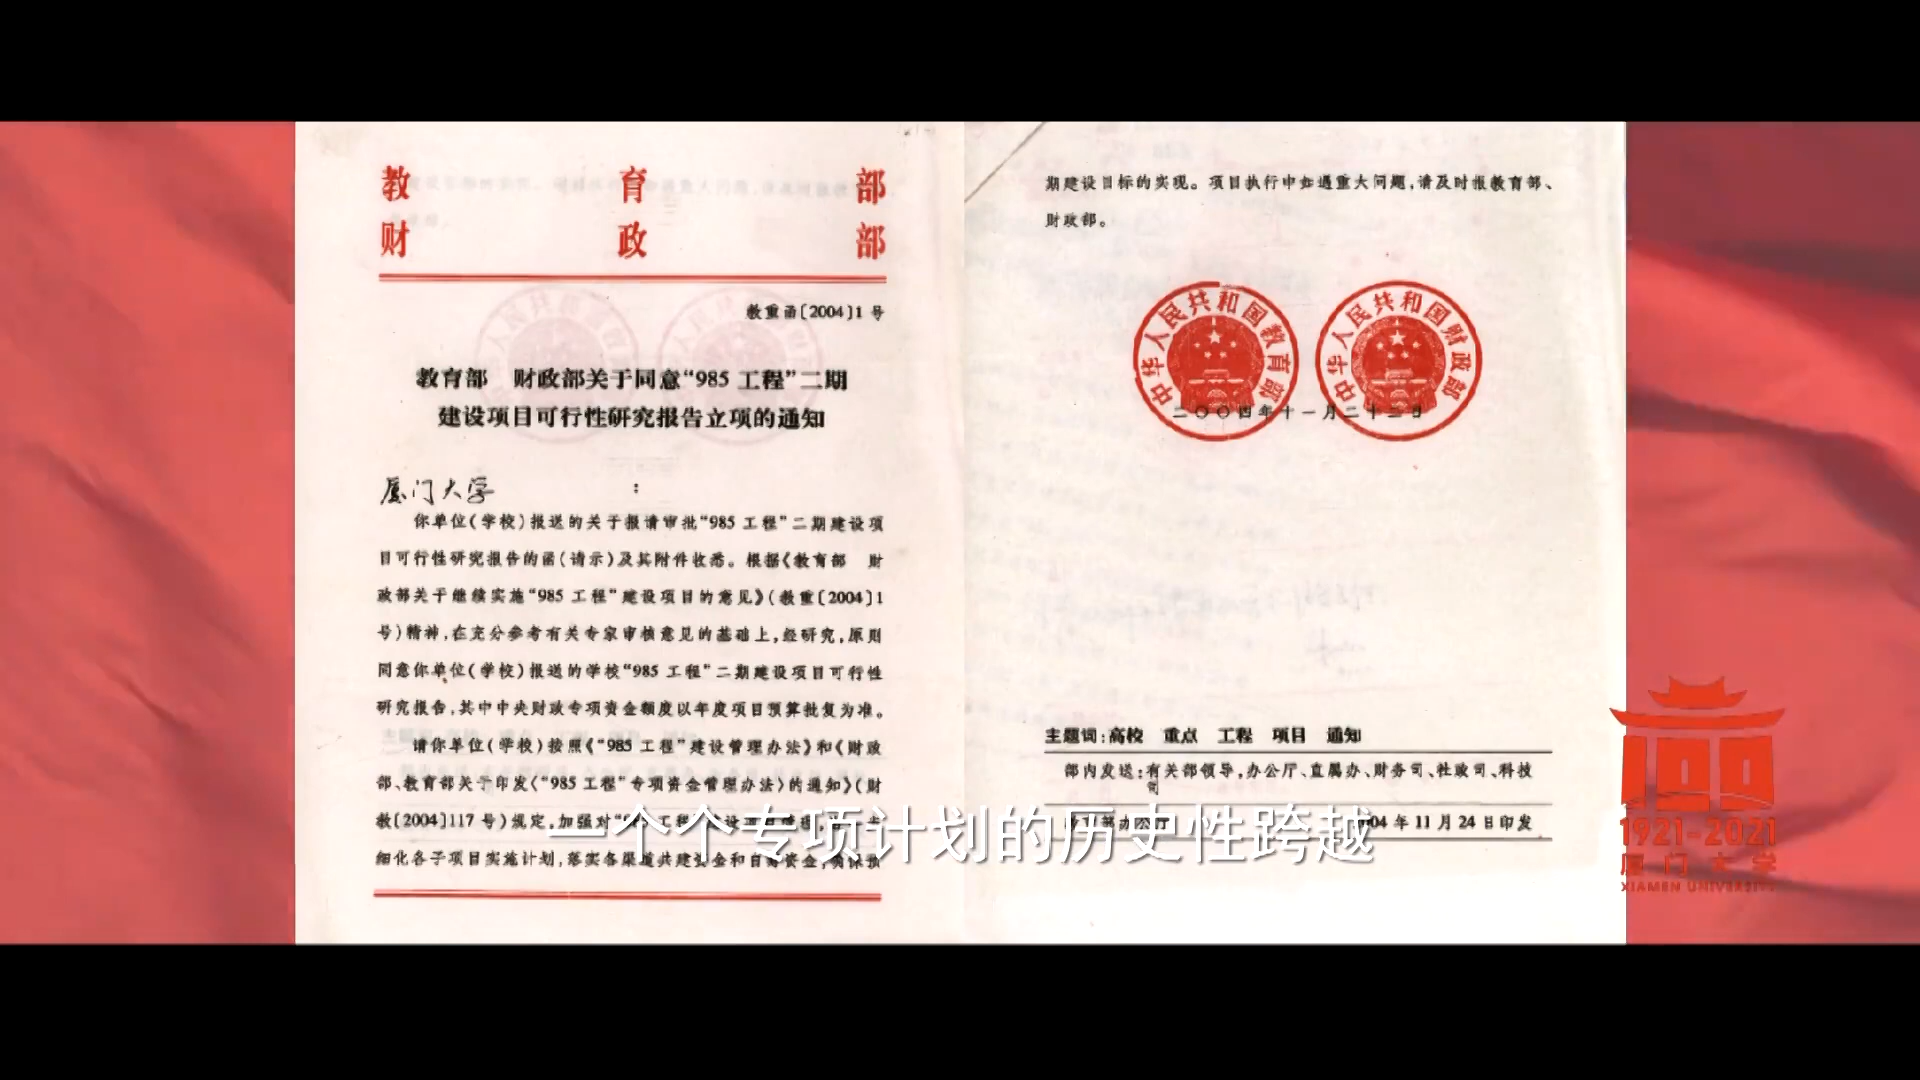 教育部
财政部
教重函〔2004〕1号
教育部 财政部关于同意“985工程”二期
建设项目可行性研究报告立项的通知
厦门大学：
你单位(学校)报送的关于报请审批“985工程”二期建设项
目可行性研究报告的函(请示)及其附件收悉。根据《教育部 财
政部关于继续实施“985工程”建设项目的意见》(教重〔2004〕1
号)精神,在充分参考有关专家审核意见的基础上,经研究,原则
同意你单位(学校)报送的学校“985工程”二期建设项目可行性
研究报告,其中中央财政专项资金额度以年度项目预算批复为准。
请你单位(学校)按照《“985工程”建设管理办法》和《财政
部、教育部关于印发〈“985工程”专项资金管理办法〉的通知》(财
教〔2004〕117号)规定,加强对“985工程
细化各子项目实施计划,落实各渠道共建资金和自筹资金,确保预
期建设目标的实现。项目执行中如遇重大问题,请及时报教育部、
财政部。
中华人民共和国教育部
中华人民共和国财政部
二〇〇四年十一月二十二日
主题词:高校 重点 工程 项目 通知
部内发送:有关部领导,办公厅、直属办、财务司、社政司、科技
司
2004年11月24日印发
一个个专项计划的历史性跨越
1921-2021
厦门大学
XIAMEN UNIVERSITY